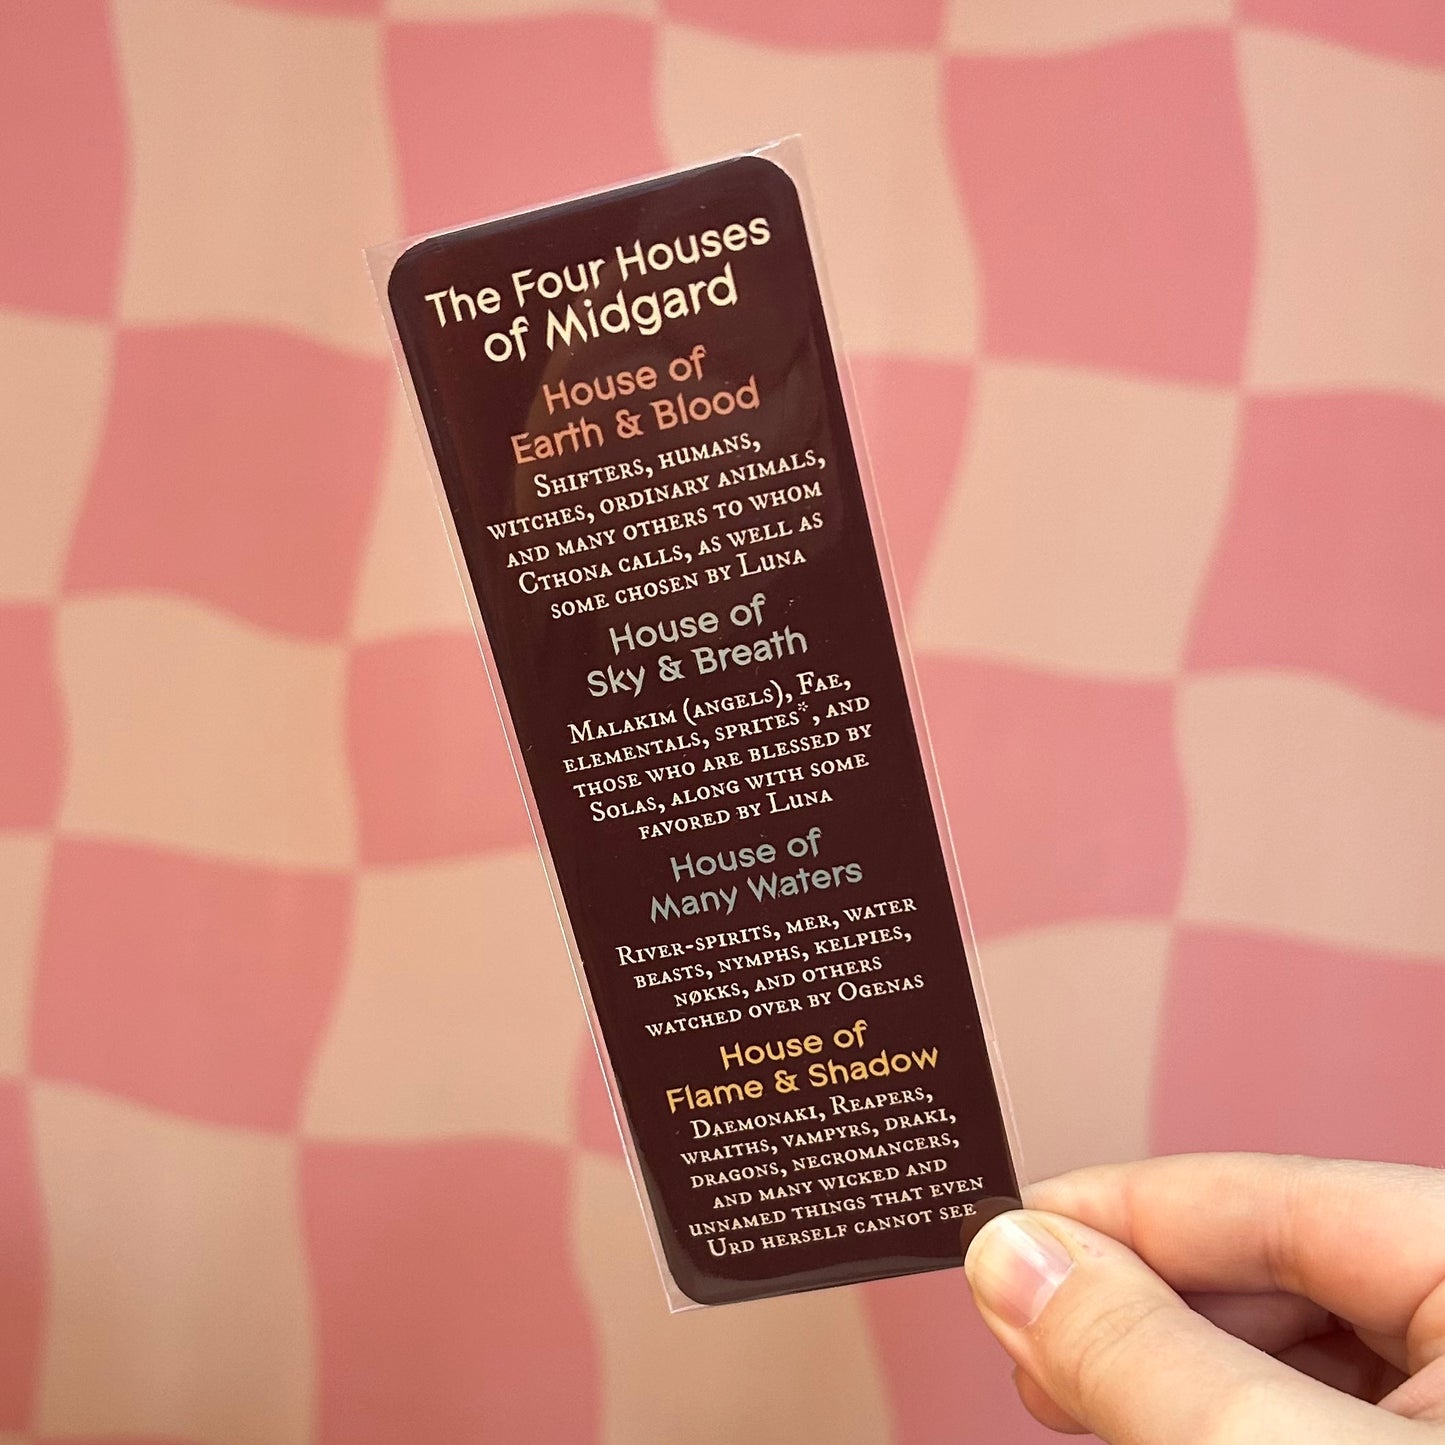 The Four Houses
of Midgard
House of
Earth & Blood
Shifters, humans,
witches, ordinary animals,
and many others to whom
Cthona calls, as well as
some chosen by Luna
House of
Sky & Breath
Malakim (angels), Fae,
elementals, sprites*, and
those who are blessed by
Solas, along with some
favored by Luna
House of
Many Waters
River-spirits, mer, water
beasts, nymphs, kelpies,
nøkks, and others
watched over by Ogenas
House of
Flame & Shadow
Daemonaki, Reapers,
wraiths, vampyrs, draki,
dragons, necromancers,
and many wicked and
unnamed things that even
Urd herself cannot see